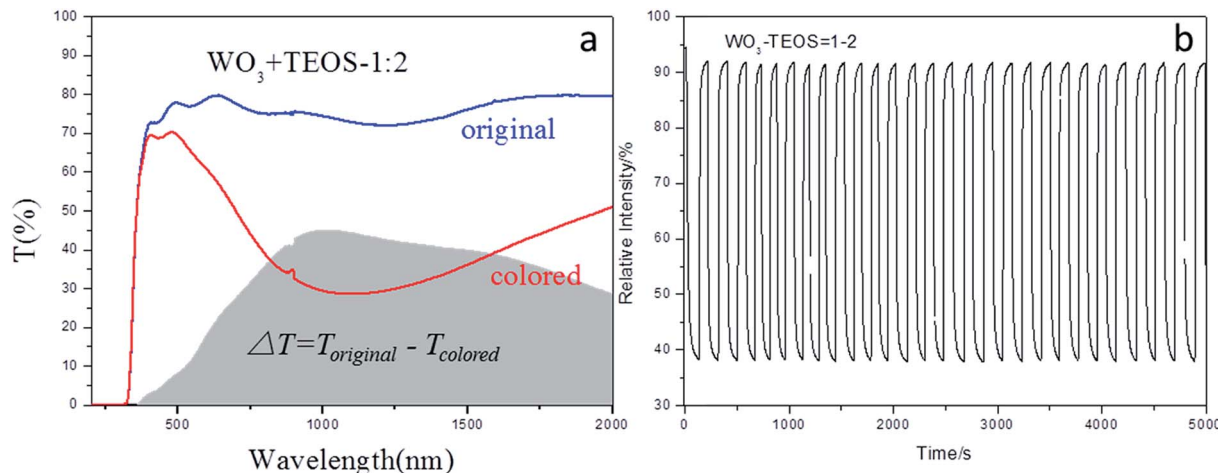 a
WO3+TEOS-1:2
original
colored
△T=Toriginal - Tcolored
T(%)
100
90
80
70
60
50
40
30
20
10
0
500
1000
1500
2000
Wavelength(nm)
b
WO3-TEOS=1-2
Relative Intensity/%
100
90
80
70
60
50
40
30
0
1000
2000
3000
4000
5000
Time/s